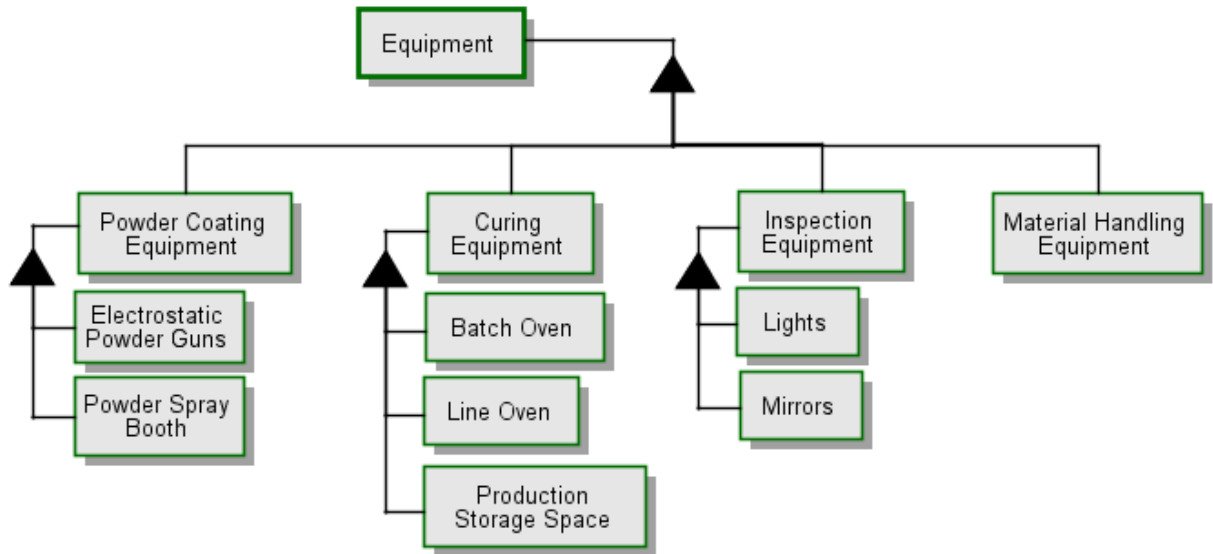 Equipment
Powder Coating
Equipment
Electrostatic
Powder Guns
Powder Spray
Booth
Curing
Equipment
Batch Oven
Line Oven
Production
Storage Space
Inspection
Equipment
Lights
Mirrors
Material Handling
Equipment